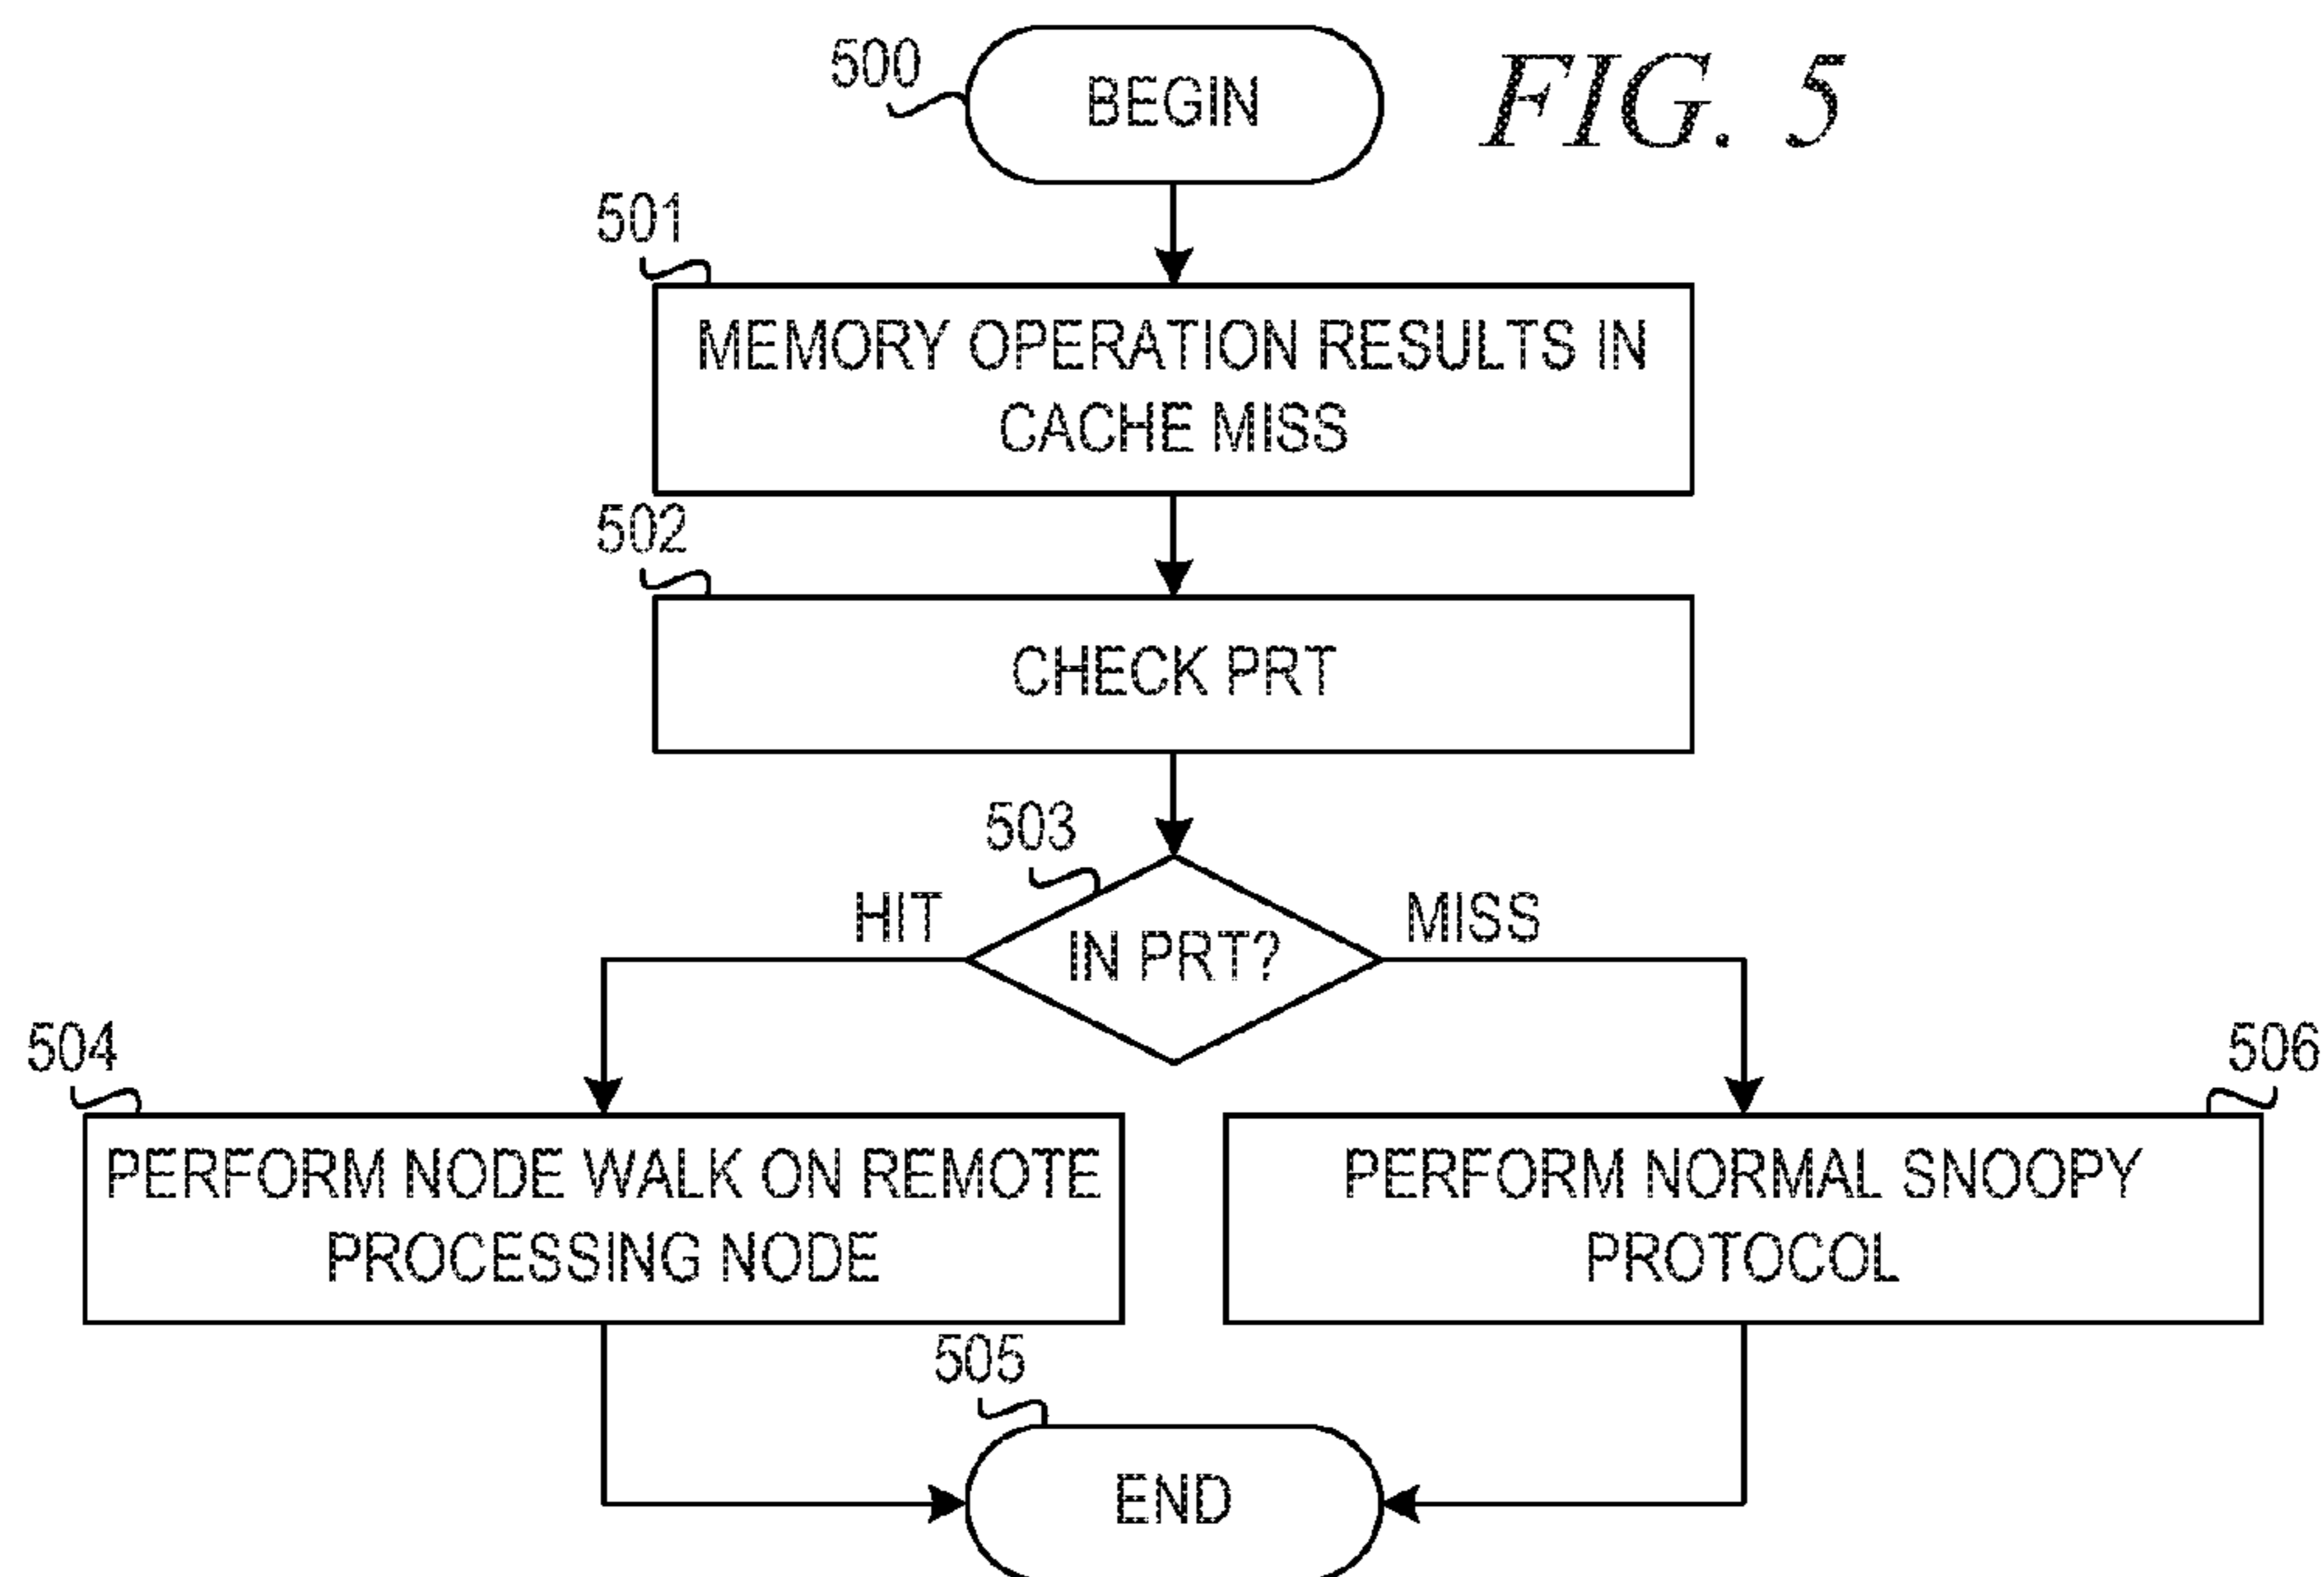 500
BEGIN
FIG. 5
501
MEMORY OPERATION RESULTS IN
CACHE MISS
502
CHECK PRT
503
HIT
IN PRT?
MISS
504
506
PERFORM NODE WALK ON REMOTE
PROCESSING NODE
PERFORM NORMAL SNOOPY
PROTOCOL
505
END